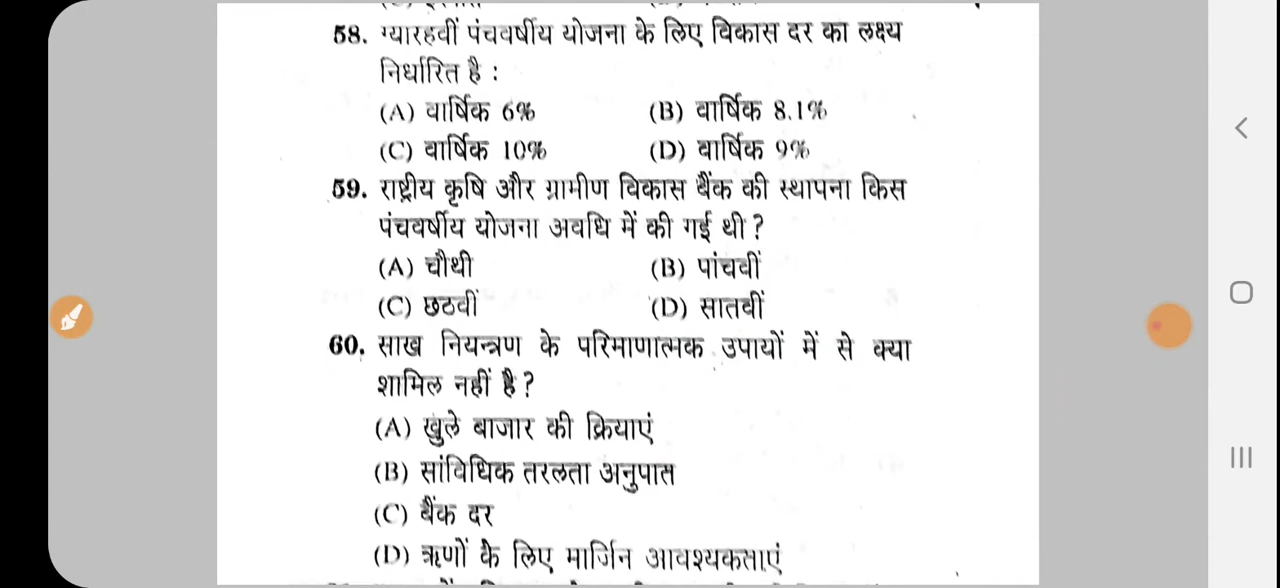 58. ग्यारहवीं पंचवर्षीय योजना के लिए विकास दर का लक्ष्य
निर्धारित है :
(A) वार्षिक 6% (B) वार्षिक 8.1%
(C) वार्षिक 10% (D) वार्षिक 9%
59. राष्ट्रीय कृषि और ग्रामीण विकास बैंक की स्थापना किस
पंचवर्षीय योजना अवधि में की गई थी ?
(A) चौथी (B) पांचवीं
(C) छठवीं (D) सातवीं
60. साख नियन्त्रण के परिमाणात्मक उपायों में से क्या
शामिल नहीं है ?
(A) खुले बाजार की क्रियाएं
(B) सांविधिक तरलता अनुपात
(C) बैंक दर
(D) ऋणों के लिए मार्जिन आवश्यकताएं